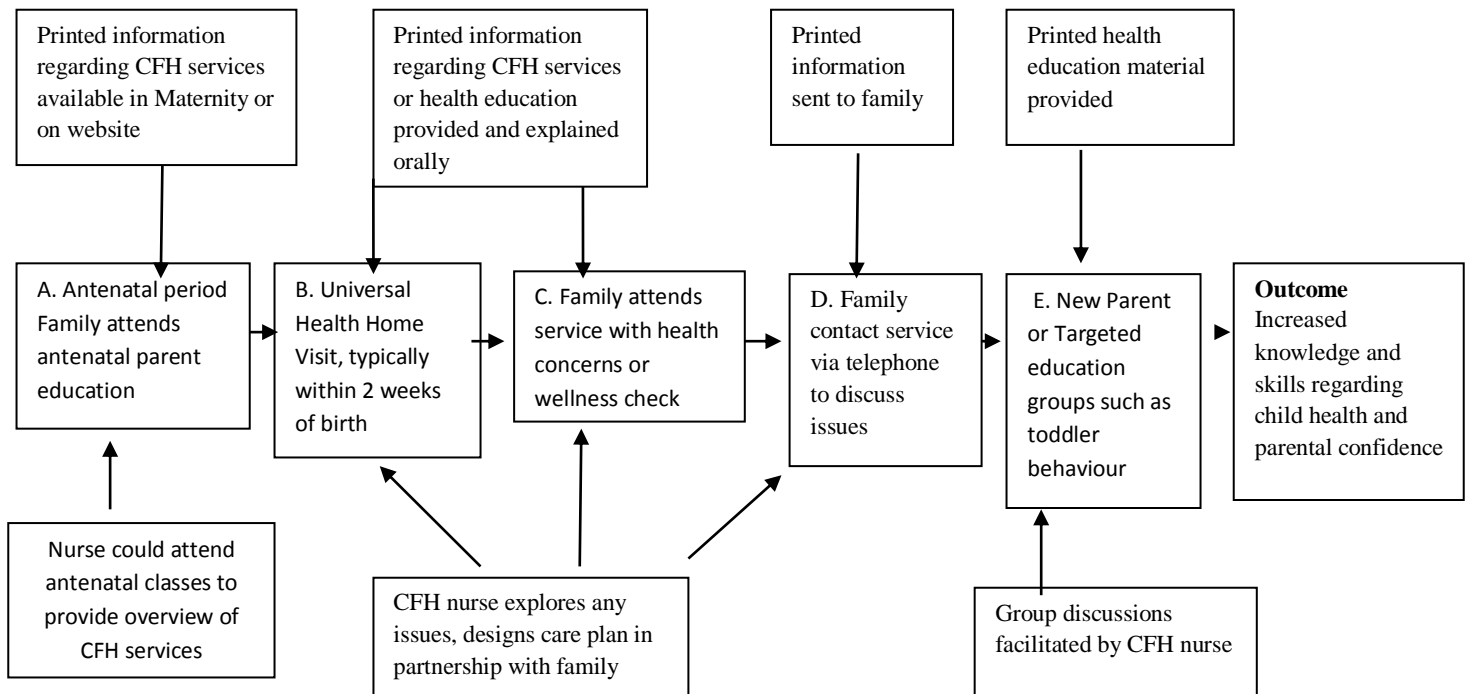 Printed information
regarding CFH services
available in Maternity or
on website
Printed information
regarding CFH services
or health education
provided and explained
orally
Printed
information
sent to family
Printed health
education material
provided
A. Antenatal period
Family attends
antenatal parent
education
B. Universal
Health Home
Visit, typically
within 2 weeks
of birth
C. Family attends
service with health
concerns or
wellness check
D. Family
contact service
via telephone
to discuss
issues
E. New Parent
or Targeted
education
groups such as
toddler
behaviour
Outcome
Increased
knowledge and
skills regarding
child health and
parental confidence
Nurse could attend
antenatal classes to
provide overview of
CFH services
CFH nurse explores any
issues, designs care plan in
partnership with family
Group discussions
facilitated by CFH nurse